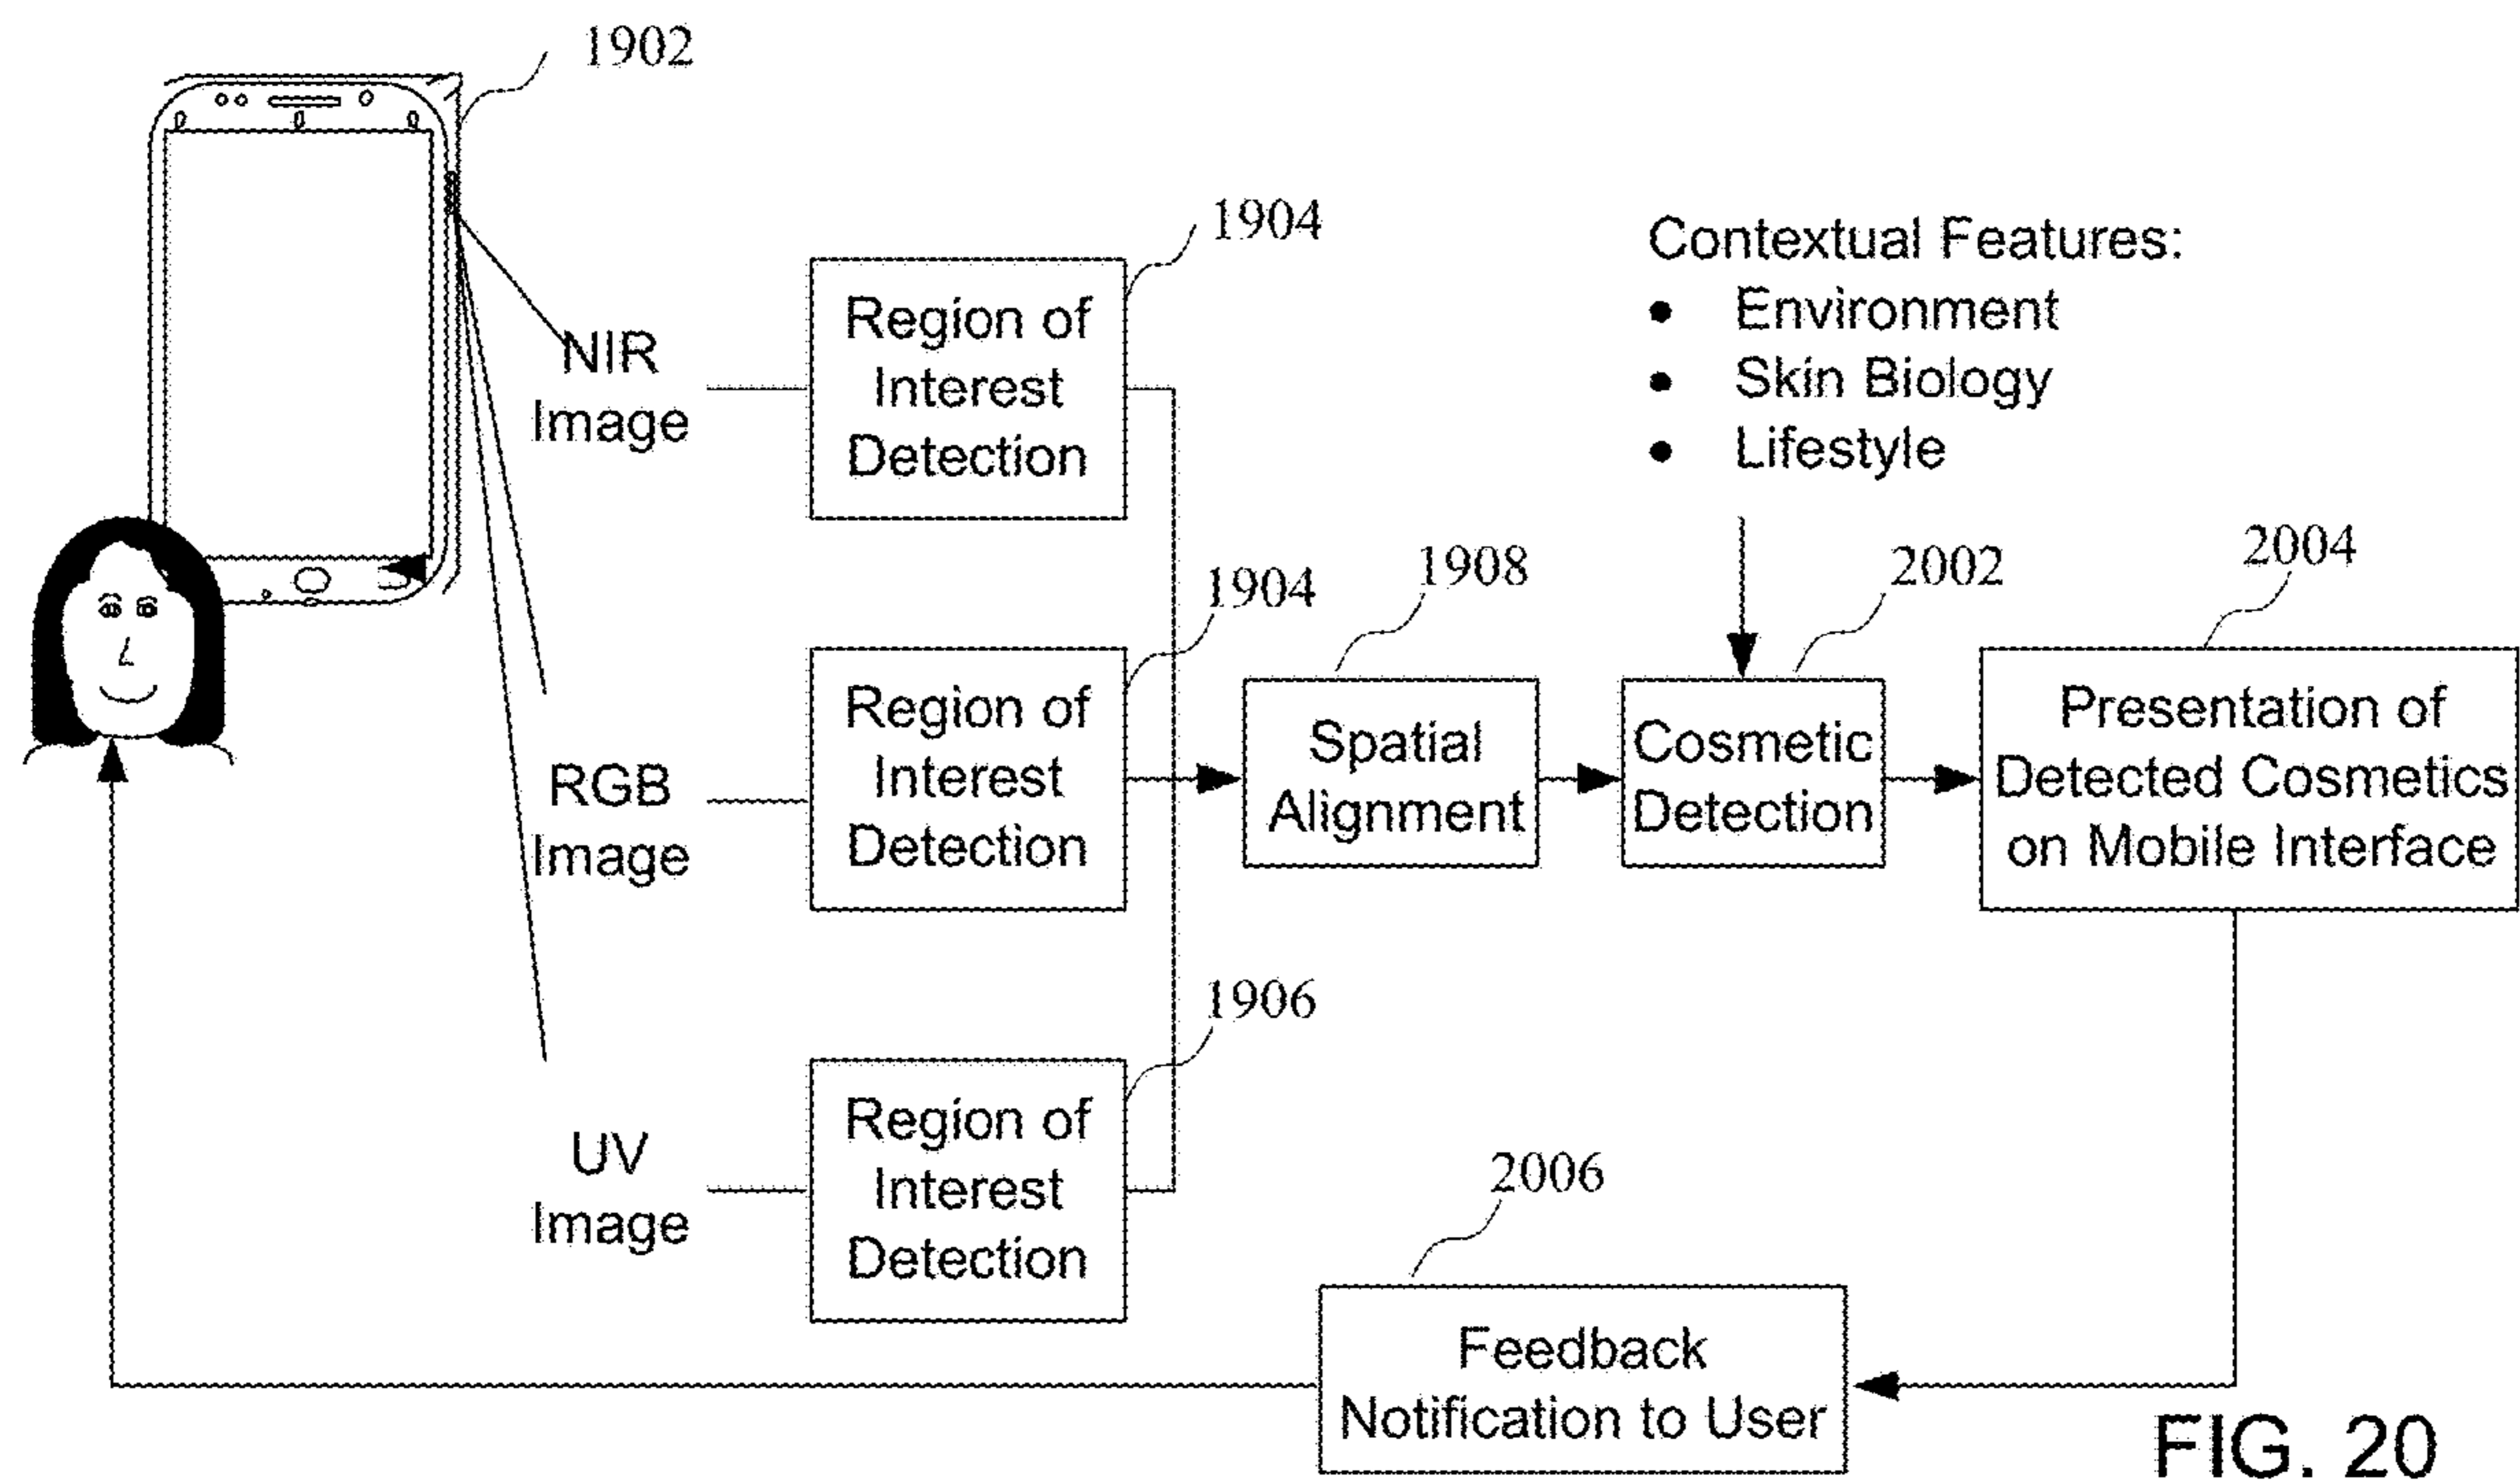 1902
1904
NIR
Image
Region of
Interest
Detection
Contextual Features:
• Environment
• Skin Biology
• Lifestyle
1904
1908
2002
2004
RGB
Image
Region of
Interest
Detection
Spatial
Alignment
Cosmetic
Detection
Presentation of
Detected Cosmetics
on Mobile Interface
1906
UV
Image
Region of
Interest
Detection
2006
Feedback
Notification to User
FIG. 20